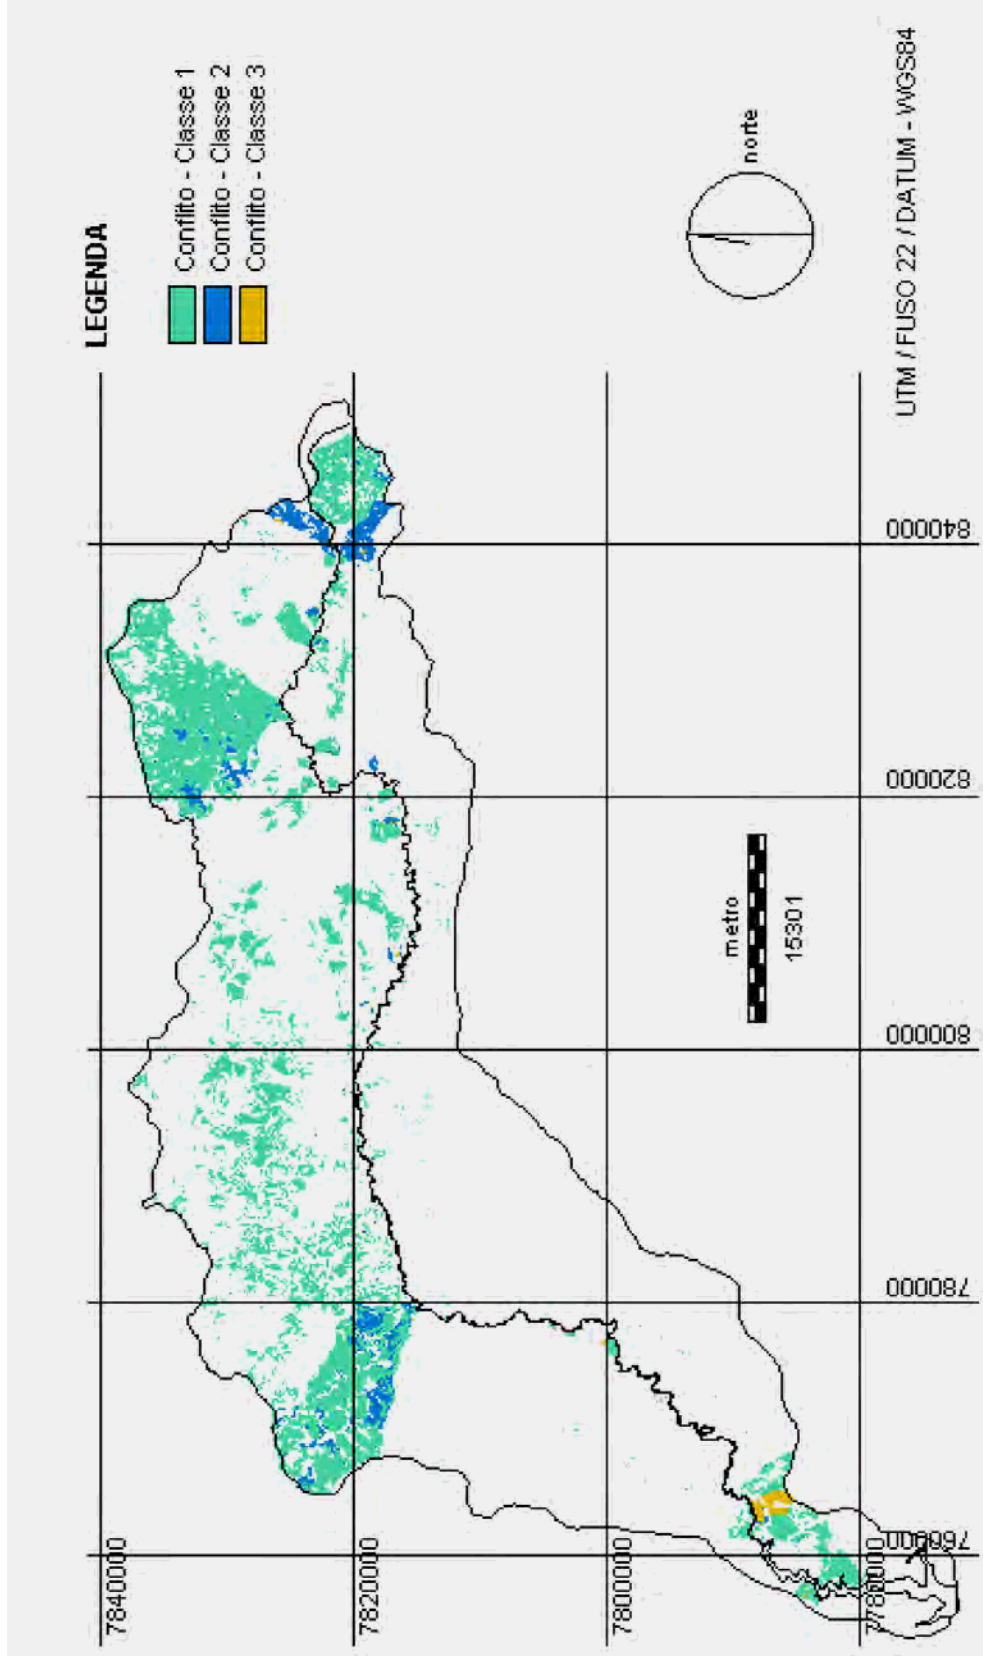 LEGENDA
Conflito - Classe 1
Conflito - Classe 2
Conflito - Classe 3
norte
UTM / FUSO 22 / DATUM - WGS84
metro
15301
7840000
7820000
7800000
780000
800000
820000
840000